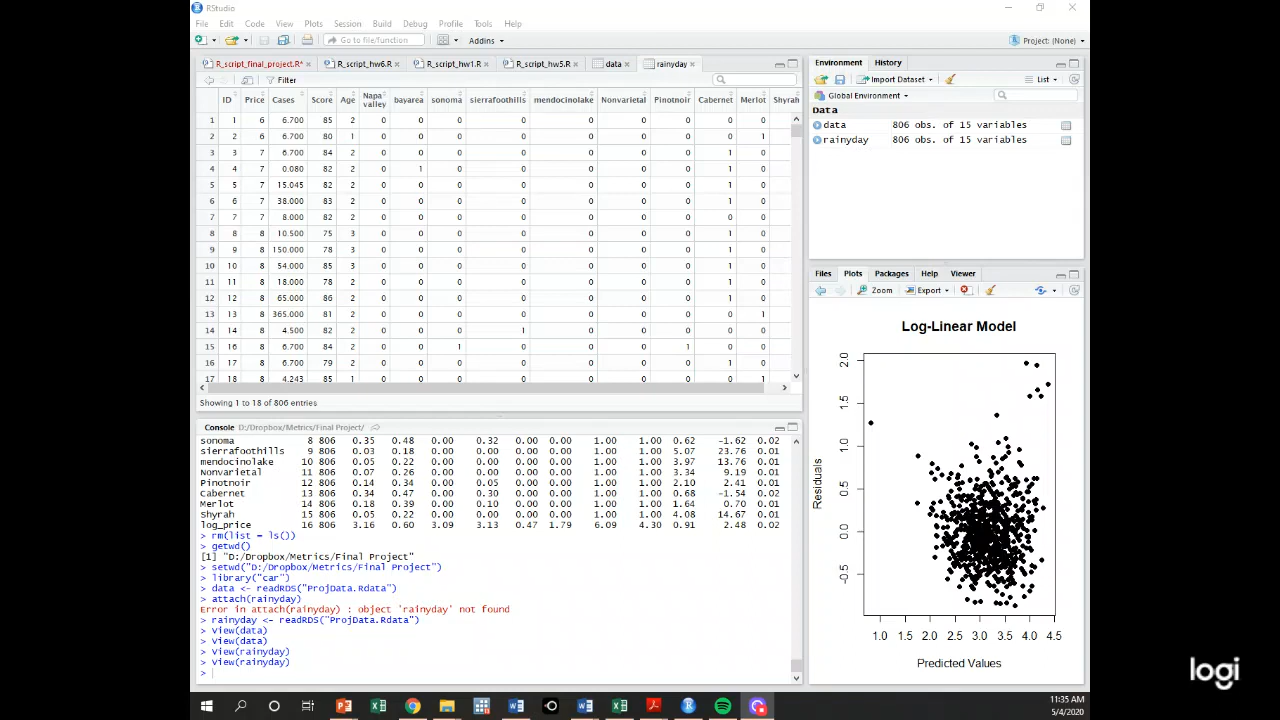 RStudio
File Edit Code View Plots Session Build Debug Profile Tools Help
Go to file/function Addins Project: (None)
R_script_final_project.R* R_script_hw6.R R_script_hw1.R R_script_hw5.R data rainyday
Filter
ID Price Cases Score Age Napa valley bayarea sonoma sierrafoothills mendocinolake Nonvarietal Pinotnoir Cabernet Merlot Shyrah
1 1 6 6.700 85 2 0 0 0 0 0 0 0 0 0
2 2 6 6.700 80 1 0 0 0 0 0 0 0 0 1
3 3 7 6.700 84 2 0 0 0 0 0 0 0 1 0
4 4 7 0.080 82 2 0 1 0 0 0 0 0 1 0
5 5 7 15.045 82 2 0 0 0 0 0 0 0 0 0
6 6 7 38.000 83 2 0 0 0 0 0 0 0 1 0
7 7 7 8.000 82 2 0 0 0 0 0 0 0 0 0
8 8 8 10.500 75 3 0 0 0 0 0 0 0 1 0
9 9 8 150.000 78 3 0 0 0 0 0 0 0 1 0
10 10 8 54.000 85 3 0 0 0 0 0 0 0 1 0
11 11 8 18.000 78 2 0 0 0 0 0 0 0 1 0
12 12 8 65.000 86 2 0 0 0 0 0 0 0 1 0
13 13 8 365.000 81 2 0 0 0 0 0 0 0 0 1
14 14 8 4.500 82 2 0 0 0 1 0 0 0 0 0
15 16 8 6.700 84 2 0 0 1 0 0 0 1 0 0
16 17 8 6.700 79 2 0 0 0 0 0 0 0 1 0
17 18 8 4.243 85 1 0 0 0 0 0 0 0 0 1
Showing 1 to 18 of 806 entries
Console D:/Dropbox/Metrics/Final Project/
sonoma 8 806 0.35 0.48 0.00 0.32 0.00 0.00 1.00 1.00 0.62 -1.62 0.02
sierrafoothills 9 806 0.03 0.18 0.00 0.00 0.00 0.00 1.00 1.00 5.07 23.76 0.01
mendocinolake 10 806 0.05 0.22 0.00 0.00 0.00 0.00 1.00 1.00 3.97 13.76 0.01
Nonvarietal 11 806 0.07 0.26 0.00 0.00 0.00 0.00 1.00 1.00 3.34 9.19 0.01
Pinotnoir 12 806 0.14 0.34 0.00 0.05 0.00 0.00 1.00 1.00 2.10 2.41 0.01
Cabernet 13 806 0.34 0.47 0.00 0.30 0.00 0.00 1.00 1.00 0.68 -1.54 0.02
Merlot 14 806 0.18 0.39 0.00 0.10 0.00 0.00 1.00 1.00 1.64 0.70 0.01
Shyrah 15 806 0.05 0.22 0.00 0.00 0.00 0.00 1.00 1.00 4.08 14.67 0.01
log_price 16 806 3.16 0.60 3.09 3.13 0.47 1.79 6.09 4.30 0.91 2.48 0.02
> rm(list = ls())
> getwd()
[1] "D:/Dropbox/Metrics/Final Project"
> setwd("D:/Dropbox/Metrics/Final Project")
> library("car")
> data <- readRDS("ProjData.Rdata")
> attach(rainyday)
Error in attach(rainyday) : object 'rainyday' not found
> rainyday <- readRDS("ProjData.Rdata")
> View(data)
> View(data)
> View(rainyday)
> View(rainyday)
>
Environment History
Import Dataset List
Global Environment
Data
data 806 obs. of 15 variables
rainyday 806 obs. of 15 variables
Files Plots Packages Help Viewer
Zoom Export
Log-Linear Model
Residuals
2.0
1.5
1.0
0.5
0.0
-0.5
1.0 1.5 2.0 2.5 3.0 3.5 4.0 4.5
Predicted Values
logi
11:35 AM
5/4/2020